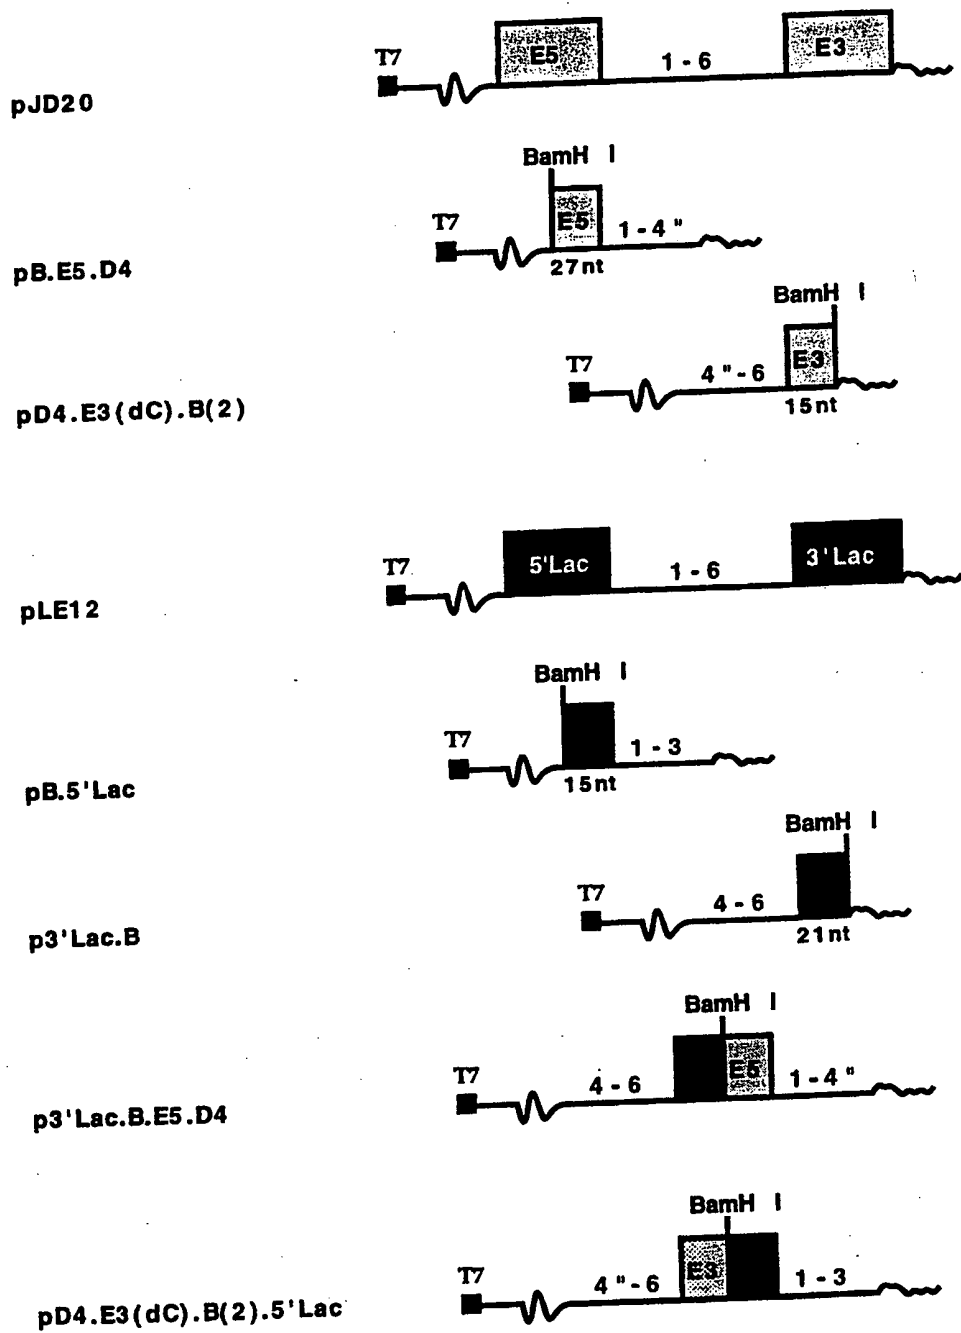 T7 E5 1 - 6 E3
pJD20
BamH I
T7 E5 1 - 4 "
27nt
pB.E5.D4
BamH I
T7 4 " - 6 E3
15nt
pD4.E3(dC).B(2)
T7 5'Lac 1 - 6 3'Lac
pLE12
BamH I
T7 1 - 3
15nt
pB.5'Lac
BamH I
T7 4 - 6
21nt
p3'Lac.B
BamH I
T7 4 - 6 E5 1 - 4 "
p3'Lac.B.E5.D4
BamH I
T7 4 " - 6 E3 1 - 3
pD4.E3(dC).B(2).5'Lac